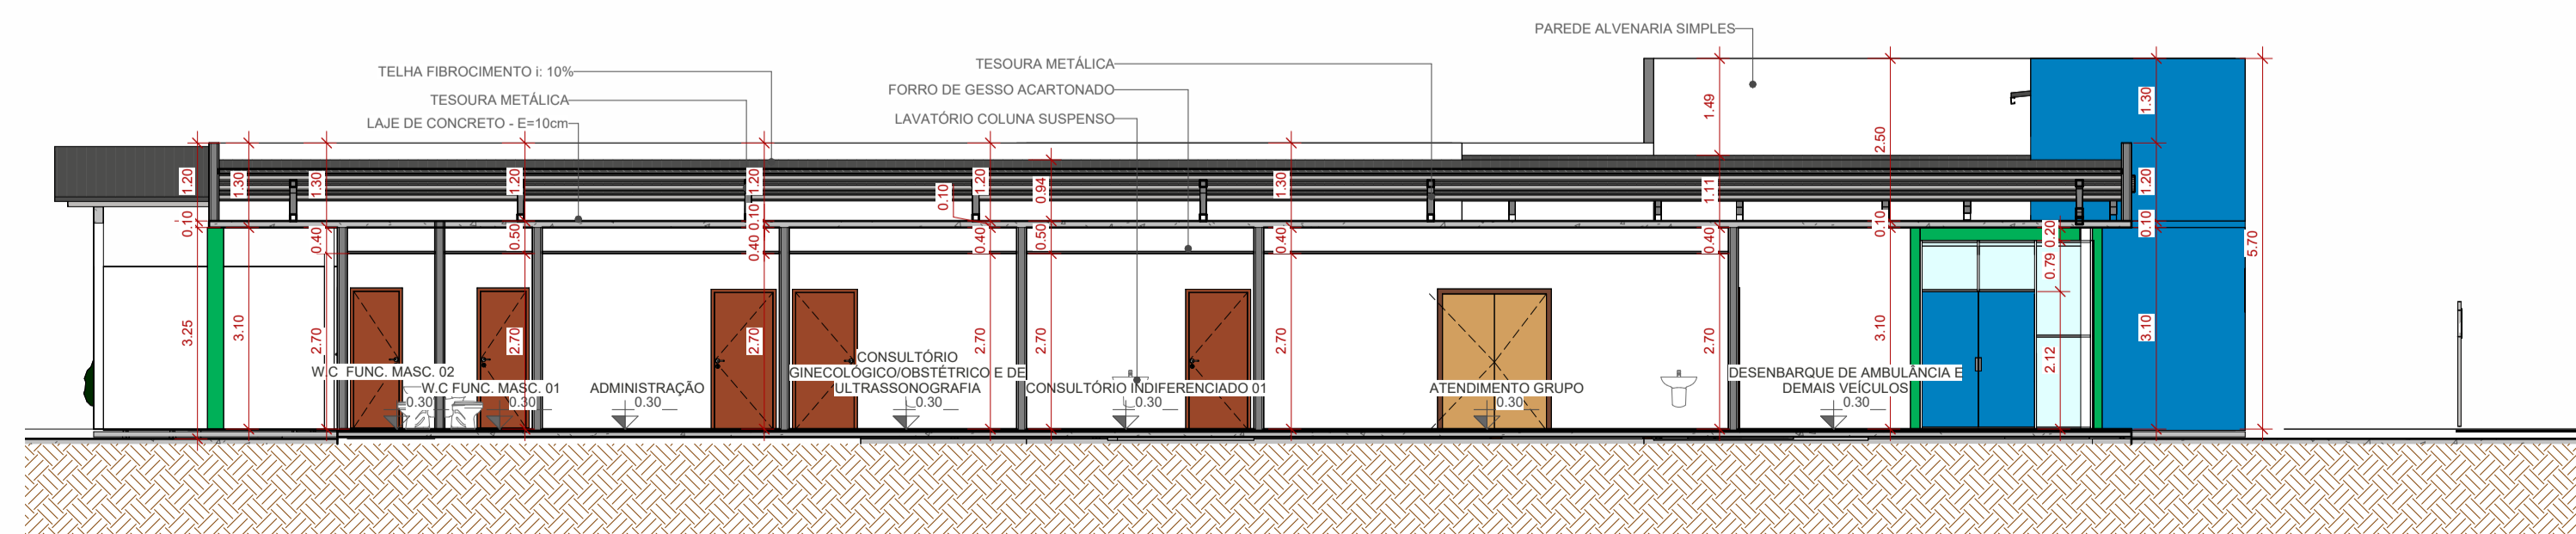 PAREDE ALVENARIA SIMPLES
TELHA FIBROCIMENTO i: 10%
TESOURA METÁLICA
TESOURA METÁLICA
FORRO DE GESSO ACARTONADO
LAJE DE CONCRETO - E=10cm
LAVATÓRIO COLUNA SUSPENSO
1.49
1.30
2.50
1.20
1.30
1.30
1.20
1.20
0.10
1.20
0.94
1.30
1.11
1.20
0.10
0.40
0.50
0.10
0.40
0.40
0.50
0.40
0.40
0.10
0.20
0.10
0.79
5.70
3.25
3.10
2.70
2.70
2.70
2.70
2.70
2.70
2.70
3.10
2.12
3.10
W.C FUNC. MASC. 02
0.30
W.C FUNC. MASC. 01
0.30
ADMINISTRAÇÃO
0.30
CONSULTÓRIO
GINECOLÓGICO/OBSTÉTRICO E DE
ULTRASSONOGRAFIA
0.30
CONSULTÓRIO INDIFERENCIADO 01
0.30
ATENDIMENTO GRUPO
0.30
DESENBARQUE DE AMBULÂNCIA E
DEMAIS VEÍCULOS
0.30